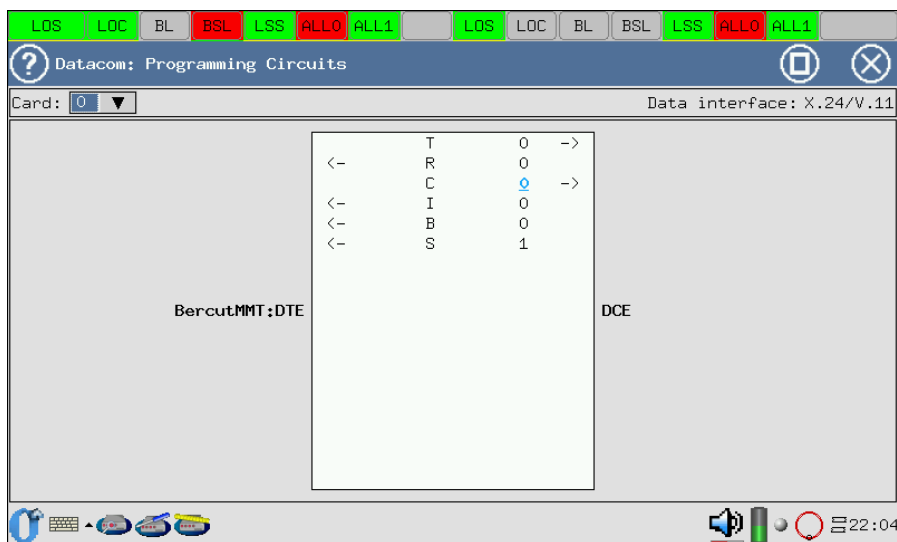 LOS LOC BL BSL LSS ALL0 ALL1 LOS LOC BL BSL LSS ALL0 ALL1
? Datacom: Programming Circuits
Card: 0 ▼ Data interface: X.24/V.11
T 0 ->
<- R 0
C 0 ->
<- I 0
<- B 0
<- S 1
BercutMMT:DTE DCE
22:04